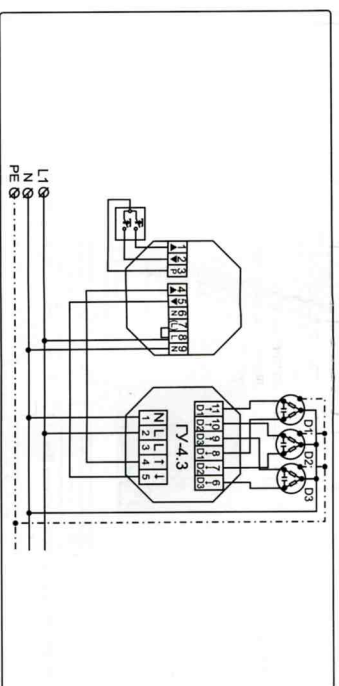 L1
N
PE
1 2 3
▲ ▼ P
4 5 6 7 8 9
▲ ▼ N L L N
ГУ-4.3
11 10 9 8 7 6
↑ ↑ ↑ ↓ ↓ ↓
D1 D2 D3 D1 D2 D3
N L L ↑ ↓
1 2 3 4 5
D1
D2
D3